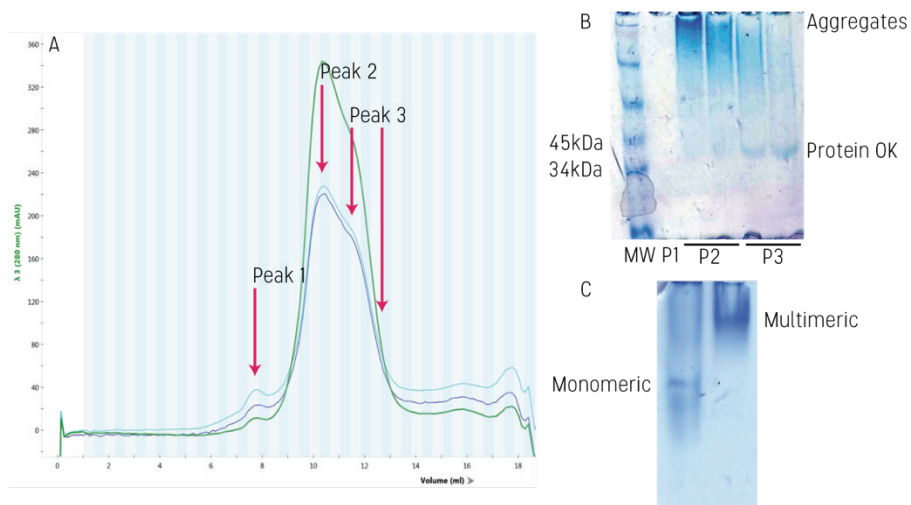 A
360
320
280
240
200
160
120
80
40
0
λ 3 (280 nm) (mAU)
Peak 1
Peak 2
Peak 3
0 2 4 6 8 10 12 14 16 18
Volume (ml)
B
Aggregates
45kDa
34kDa
Protein OK
MW P1 P2 P3
C
Monomeric
Multimeric